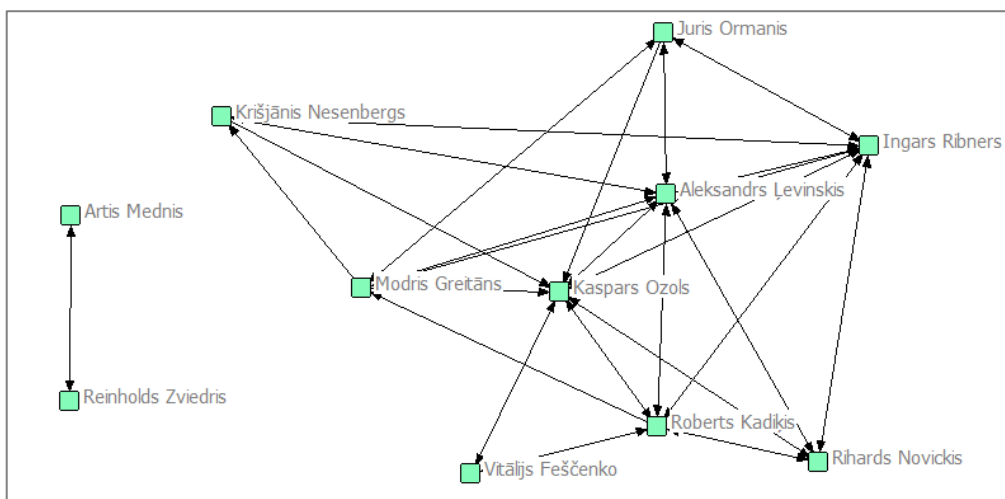 Juris Ormanis
Krišjānis Nesenbergs
Ingars Ribners
Aleksandrs Ļevinskis
Artis Mednis
Modris Greitāns
Kaspars Ozols
Reinholds Zviedris
Roberts Kadiķis
Rihards Novickis
Vitālijs Feščenko